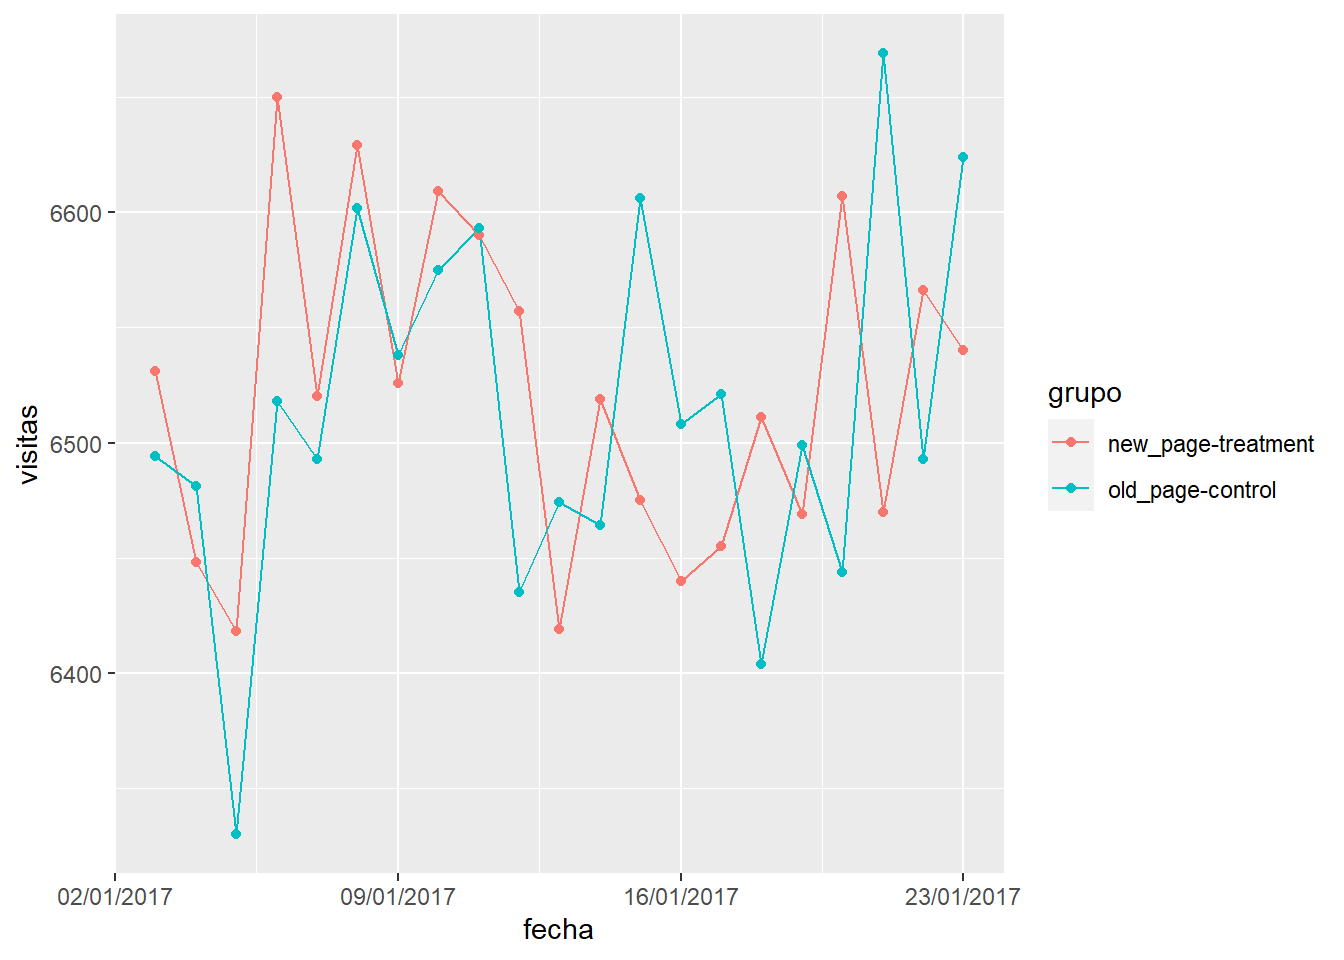 visitas
6600
6500
6400
02/01/2017
09/01/2017
16/01/2017
23/01/2017
fecha
grupo
new_page-treatment
old_page-control